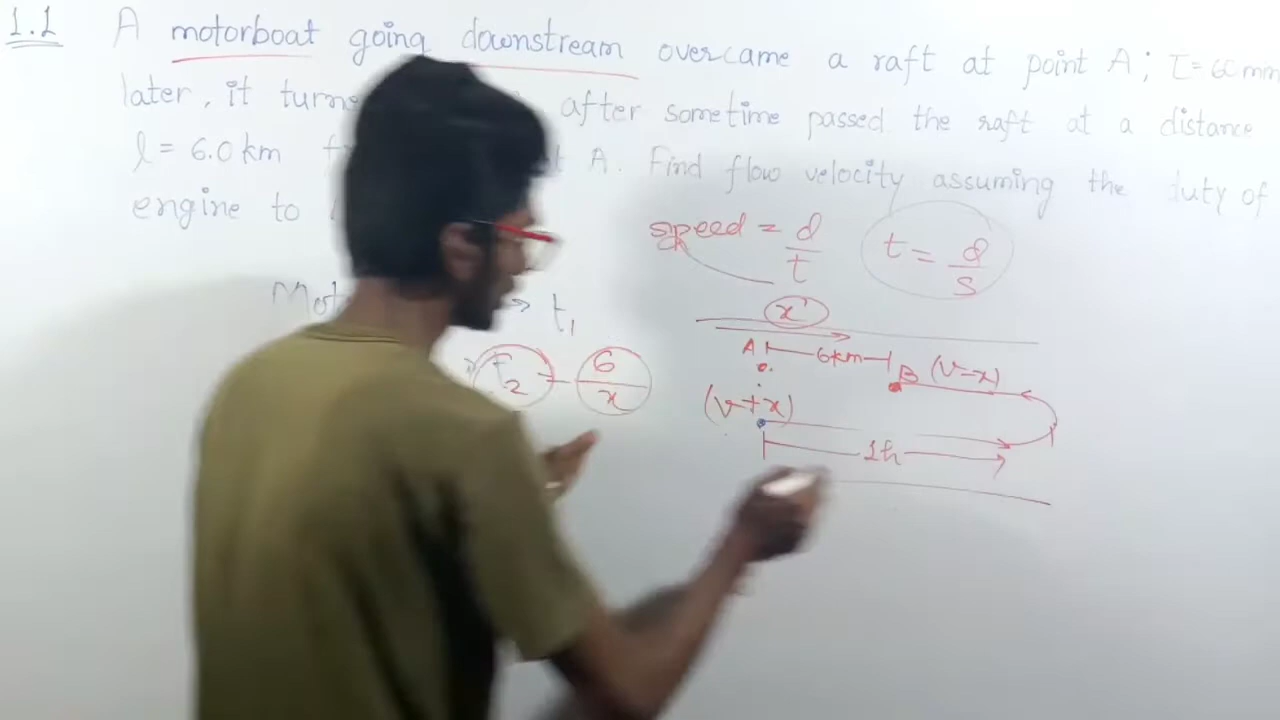 1.1 A motorboat going downstream overcame a raft at point A; τ = 60 min
later, it turne after sometime passed the raft at a distance
l = 6.0 km A. Find flow velocity assuming the duty of
engine to
speed = d/t t = d/s
Mot → t₁
x'
A 6km B (v-x)
t₂ = 6/x
(v+x)
1h